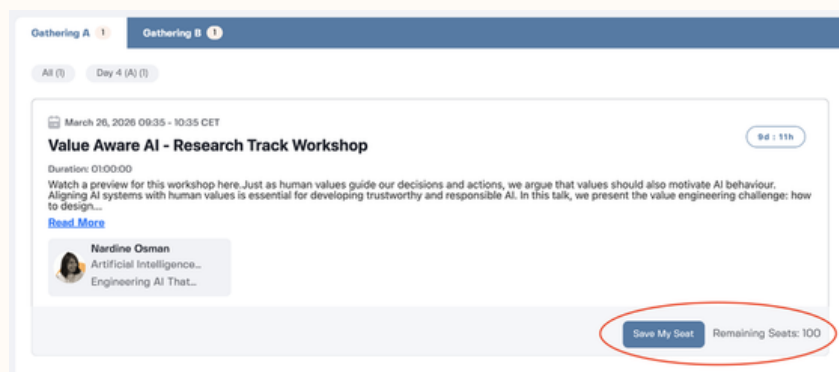 Gathering A 1 Gathering B 1
All (1) Day 4 (A) (1)
March 26, 2026 09:35 - 10:35 CET
9d : 11h
Value Aware AI - Research Track Workshop
Duration: 01:00:00
Watch a preview for this workshop here.Just as human values guide our decisions and actions, we argue that values should also motivate AI behaviour.
Aligning AI systems with human values is essential for developing trustworthy and responsible AI. In this talk, we present the value engineering challenge: how
to design...
Read More
Nardine Osman
Artificial Intelligence...
Engineering AI That...
Save My Seat Remaining Seats: 100